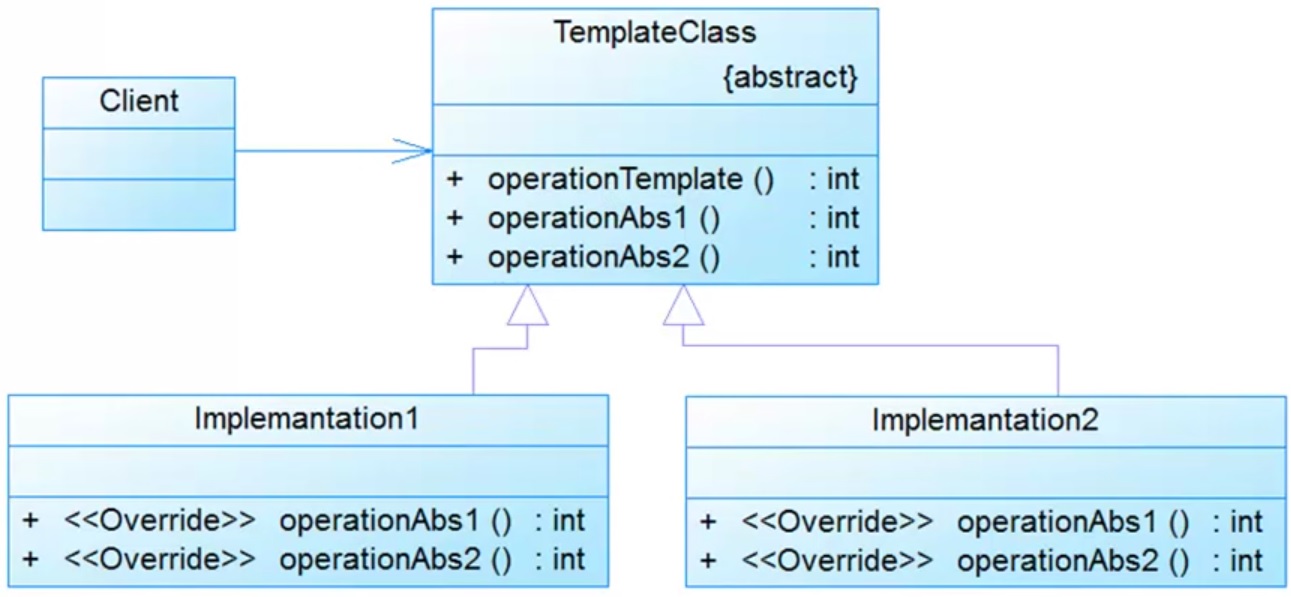 TemplateClass
{abstract}
Client
+ operationTemplate () : int
+ operationAbs1 () : int
+ operationAbs2 () : int
Implemantation1
+ <<Override>> operationAbs1 () : int
+ <<Override>> operationAbs2 () : int
Implemantation2
+ <<Override>> operationAbs1 () : int
+ <<Override>> operationAbs2 () : int